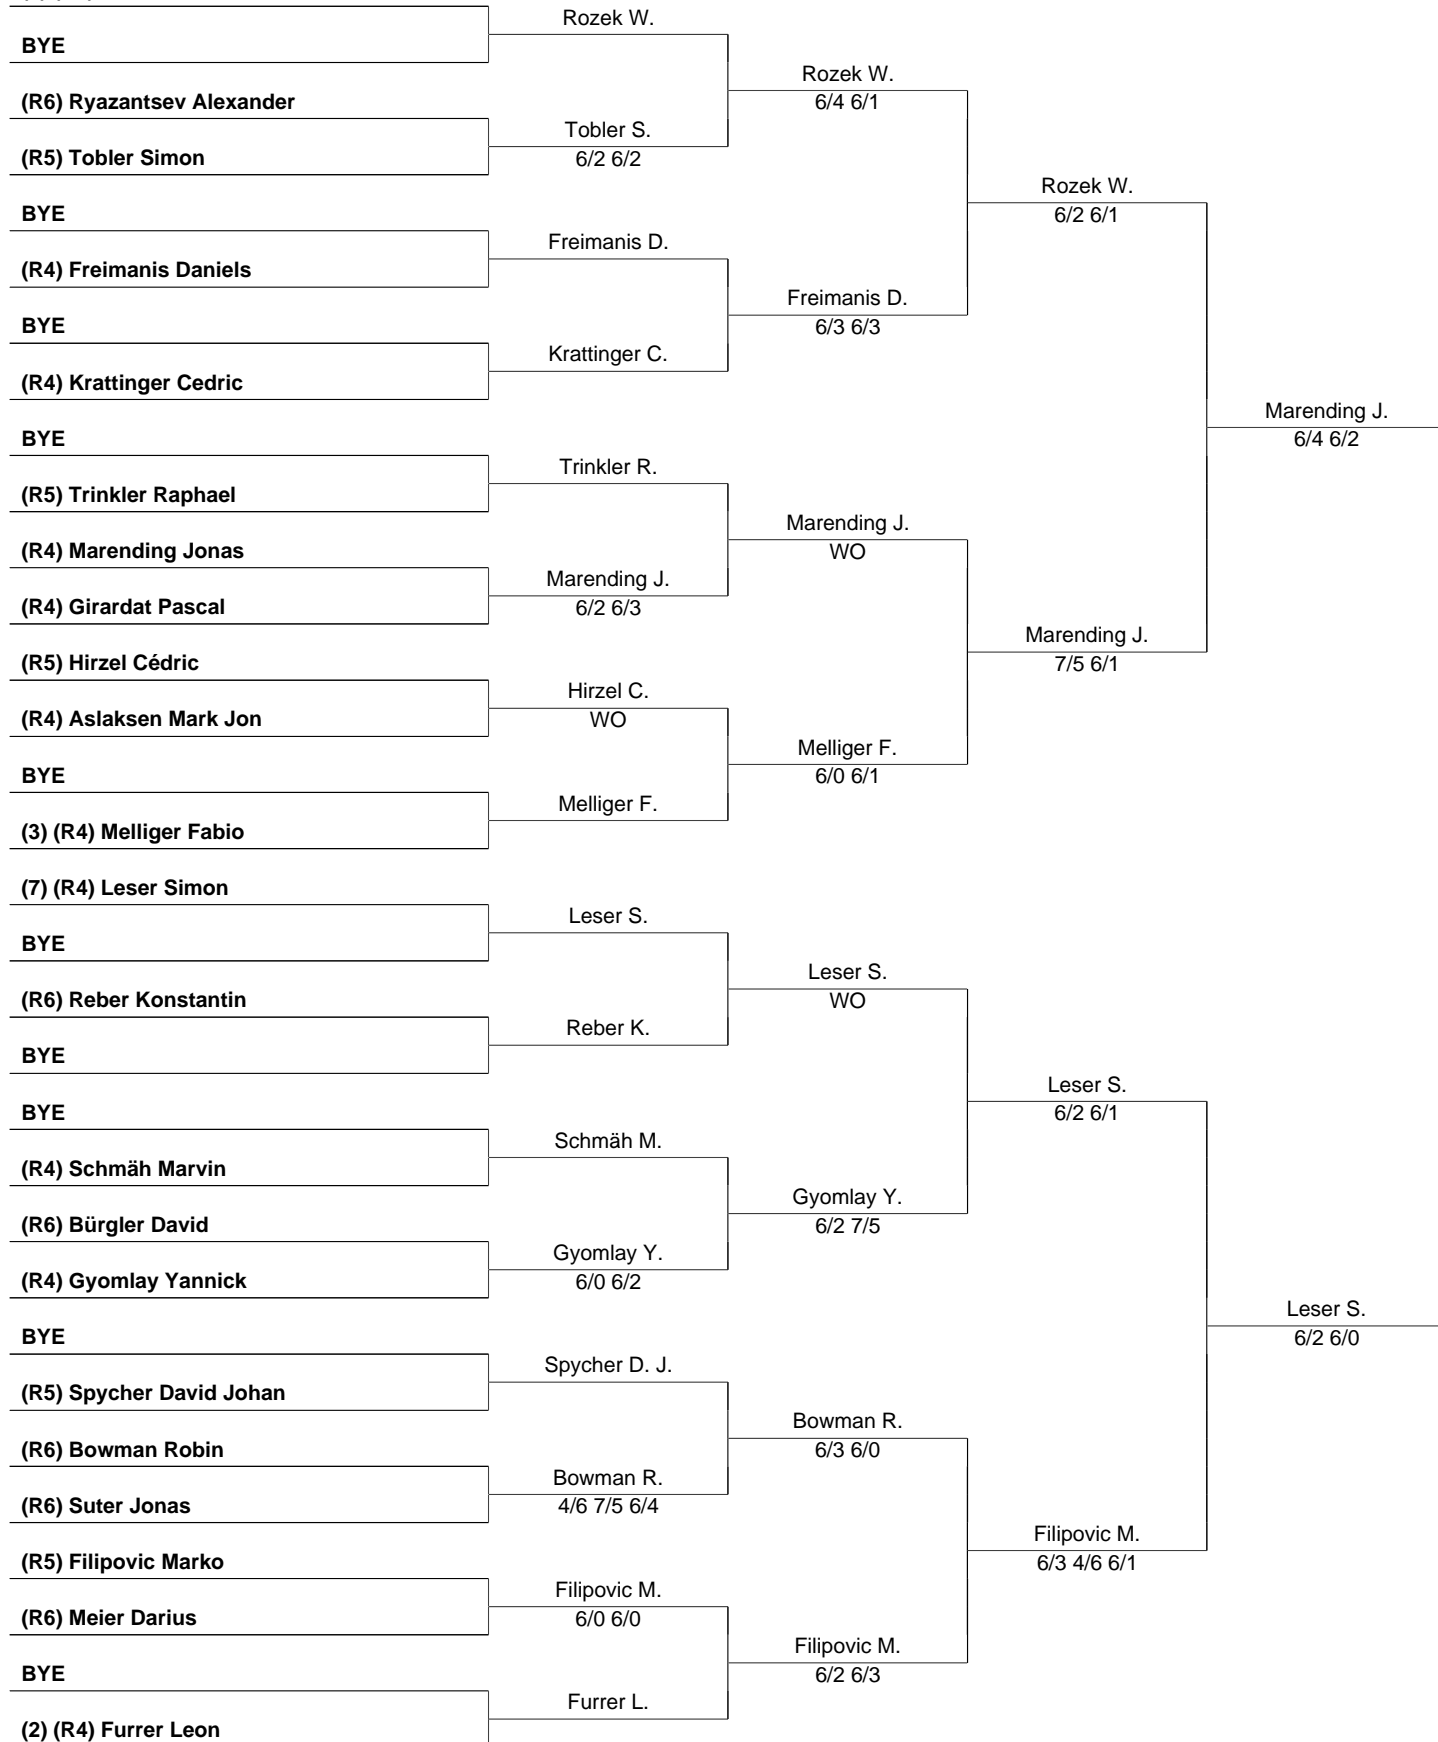 BYE
(R6) Ryazantsev Alexander
(R5) Tobler Simon
BYE
(R4) Freimanis Daniels
BYE
(R4) Krattinger Cedric
BYE
(R5) Trinkler Raphael
(R4) Marending Jonas
(R4) Girardat Pascal
(R5) Hirzel Cédric
(R4) Aslaksen Mark Jon
BYE
(3) (R4) Melliger Fabio
(7) (R4) Leser Simon
BYE
(R6) Reber Konstantin
BYE
BYE
(R4) Schmäh Marvin
(R6) Bürgler David
(R4) Gyomlay Yannick
BYE
(R5) Spycher David Johan
(R6) Bowman Robin
(R6) Suter Jonas
(R5) Filipovic Marko
(R6) Meier Darius
BYE
(2) (R4) Furrer Leon
Rozek W.
Tobler S.
6/2 6/2
Freimanis D.
Krattinger C.
Trinkler R.
Marending J.
6/2 6/3
Hirzel C.
WO
Melliger F.
Leser S.
Reber K.
Schmäh M.
Gyomlay Y.
6/0 6/2
Spycher D. J.
Bowman R.
4/6 7/5 6/4
Filipovic M.
6/0 6/0
Furrer L.
Rozek W.
6/4 6/1
Freimanis D.
6/3 6/3
Marending J.
WO
Melliger F.
6/0 6/1
Leser S.
WO
Gyomlay Y.
6/2 7/5
Bowman R.
6/3 6/0
Filipovic M.
6/2 6/3
Rozek W.
6/2 6/1
Marending J.
7/5 6/1
Leser S.
6/2 6/1
Filipovic M.
6/3 4/6 6/1
Marending J.
6/4 6/2
Leser S.
6/2 6/0